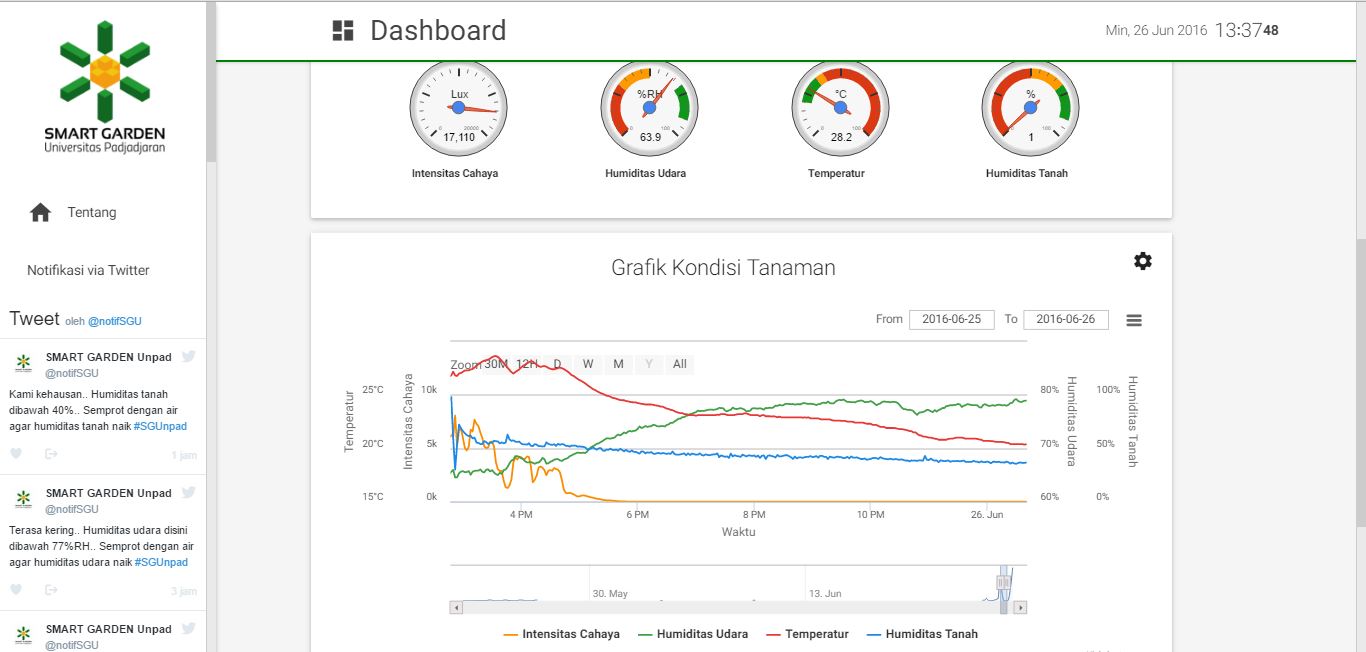 SMART GARDEN
Universitas Padjadjaran
Tentang
Notifikasi via Twitter
Tweet oleh @notifSGU
SMART GARDEN Unpad
@notifSGU
Kami kehausan.. Humiditas tanah
dibawah 40%.. Semprot dengan air
agar humiditas tanah naik #SGUnpad
1 jam
SMART GARDEN Unpad
@notifSGU
Terasa kering.. Humiditas udara disini
dibawah 77%RH.. Semprot dengan air
agar humiditas udara naik #SGUnpad
3 jam
SMART GARDEN Unpad
@notifSGU
Dashboard
Min, 26 Jun 2016 13:3748
Lux
0 20000
17,110
Intensitas Cahaya
%RH
0 100
63.9
Humiditas Udara
°C
0 100
28.2
Temperatur
%
0 100
1
Humiditas Tanah
Grafik Kondisi Tanaman
From 2016-06-25 To 2016-06-26
Zoom 30M 12H D W M Y All
Temperatur
25°C
20°C
15°C
Intensitas Cahaya
10k
5k
0k
80%
70%
60%
Humiditas Udara
100%
50%
0%
Humiditas Tanah
4 PM 6 PM 8 PM 10 PM 26. Jun
Waktu
30. May 13. Jun
Intensitas Cahaya Humiditas Udara Temperatur Humiditas Tanah